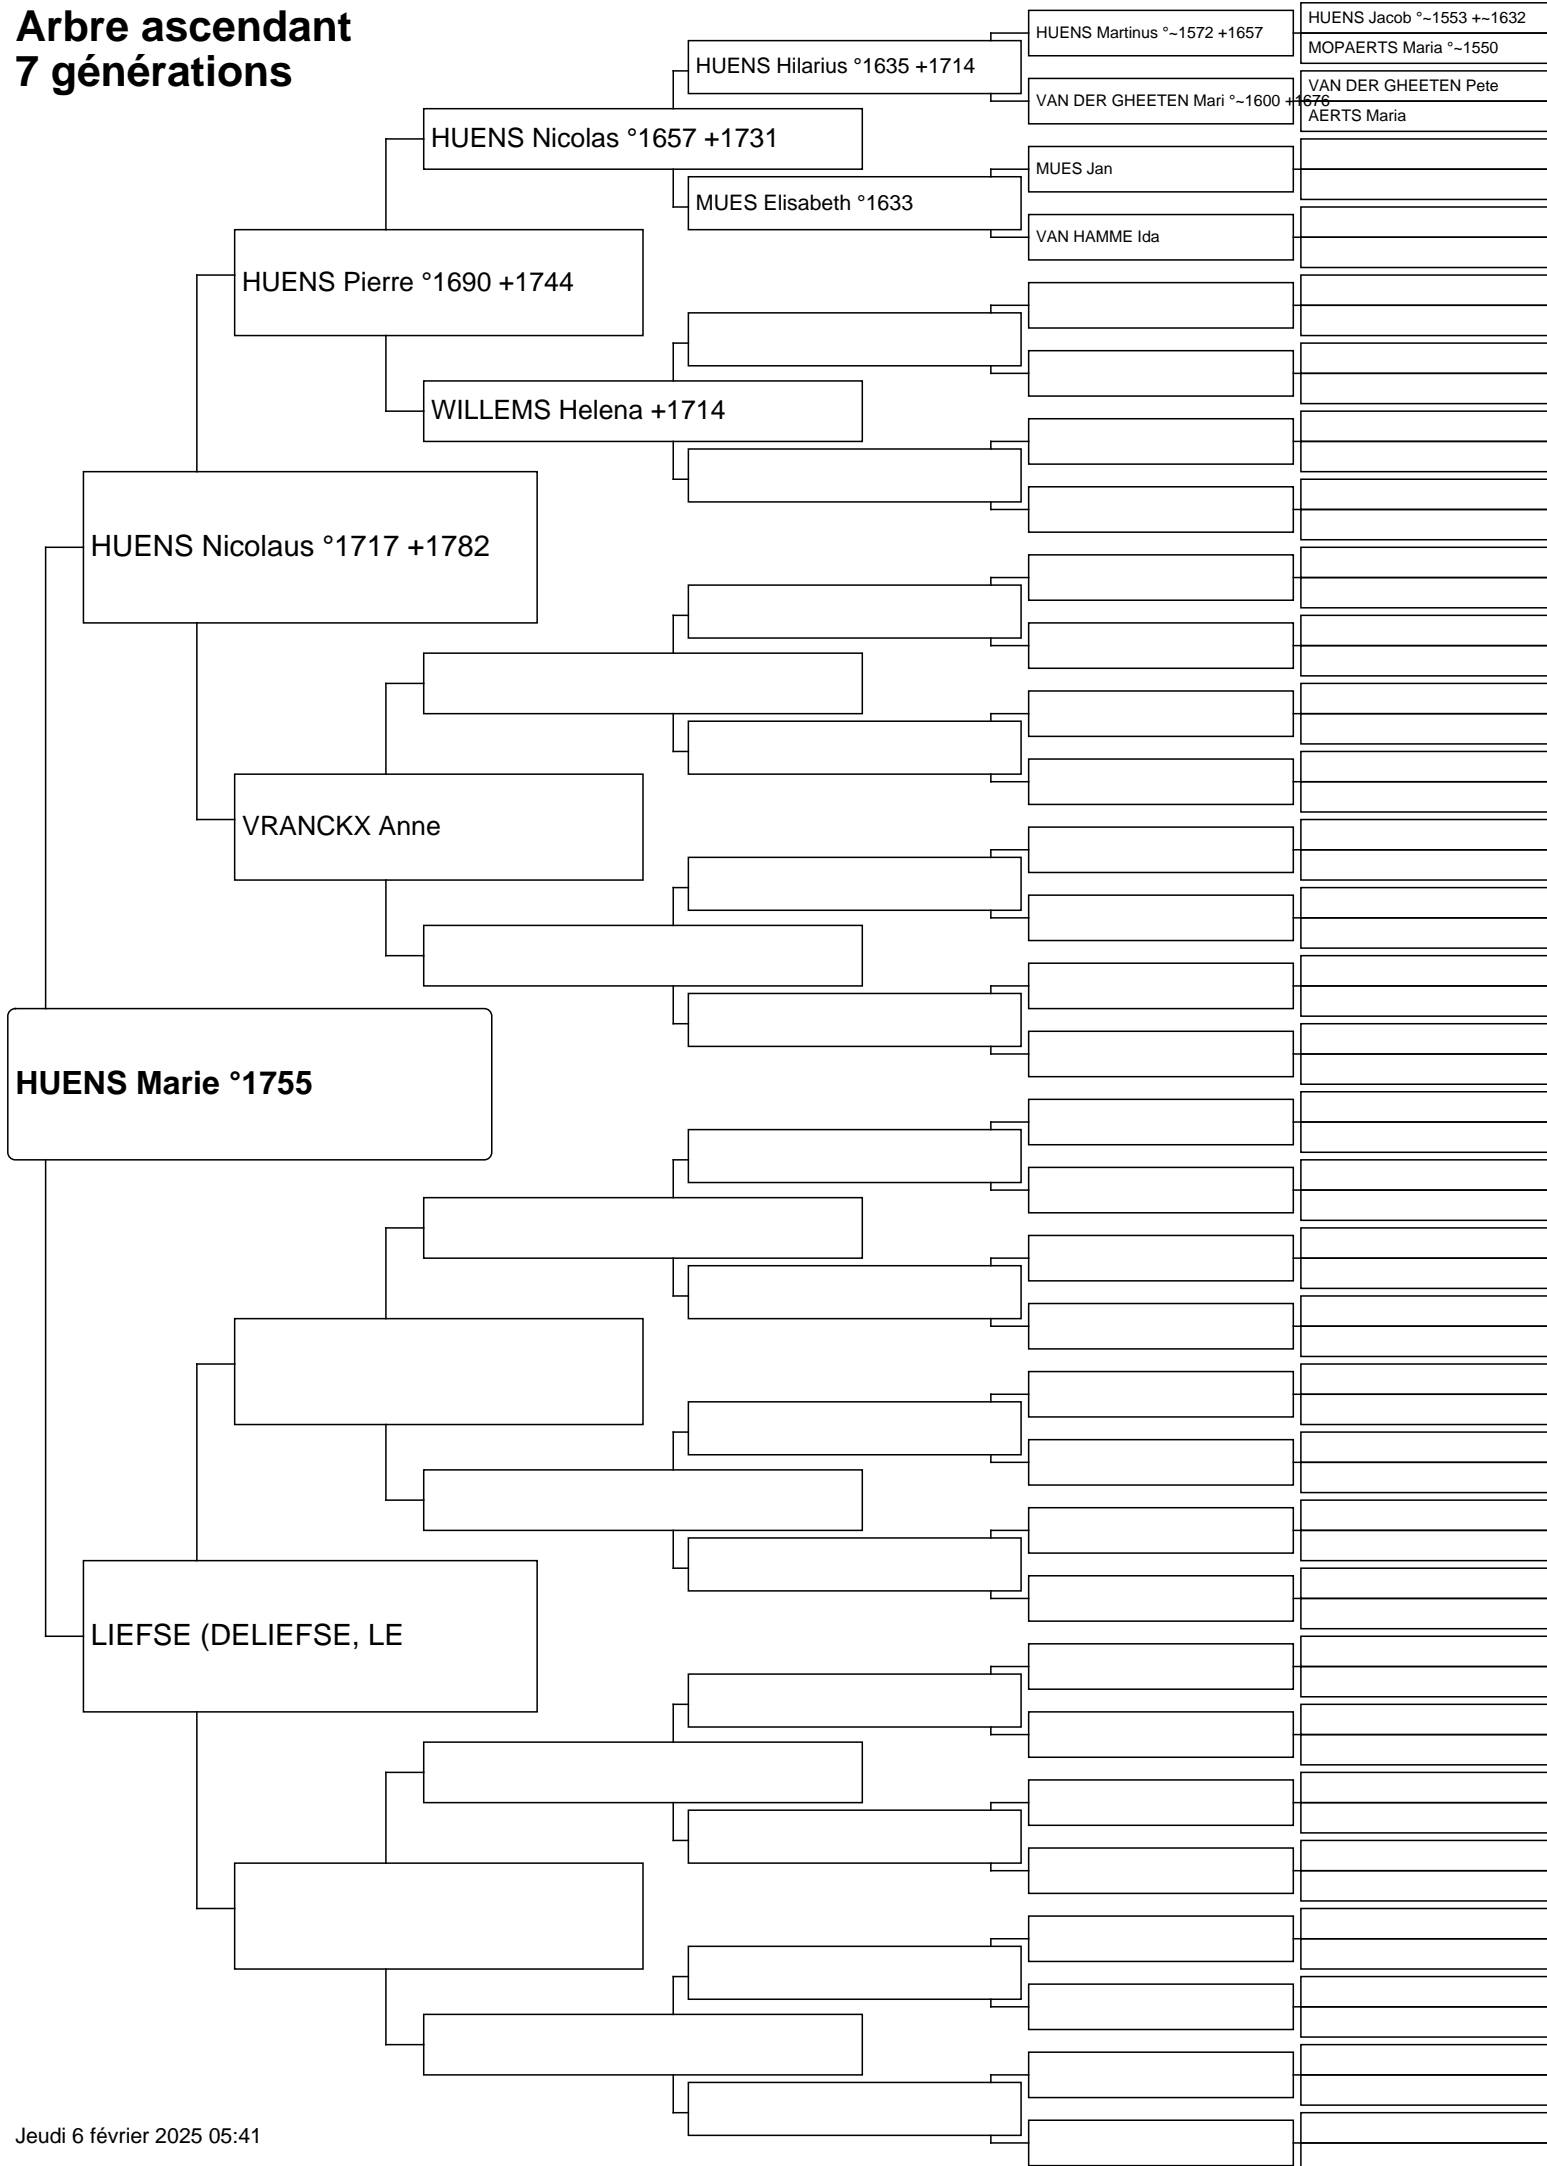 Arbre ascendant
7 générations
HUENS Martinus °~1572 +1657
HUENS Jacob °~1553 +~1632
MOPAERTS Maria °~1550
HUENS Hilarius °1635 +1714
VAN DER GHEETEN Mari °~1600 +1676
VAN DER GHEETEN Pete
AERTS Maria
HUENS Nicolas °1657 +1731
MUES Jan
MUES Elisabeth °1633
VAN HAMME Ida
HUENS Pierre °1690 +1744
WILLEMS Helena +1714
HUENS Nicolaus °1717 +1782
VRANCKX Anne
HUENS Marie °1755
LIEFSE (DELIEFSE, LE
Jeudi 6 février 2025 05:41